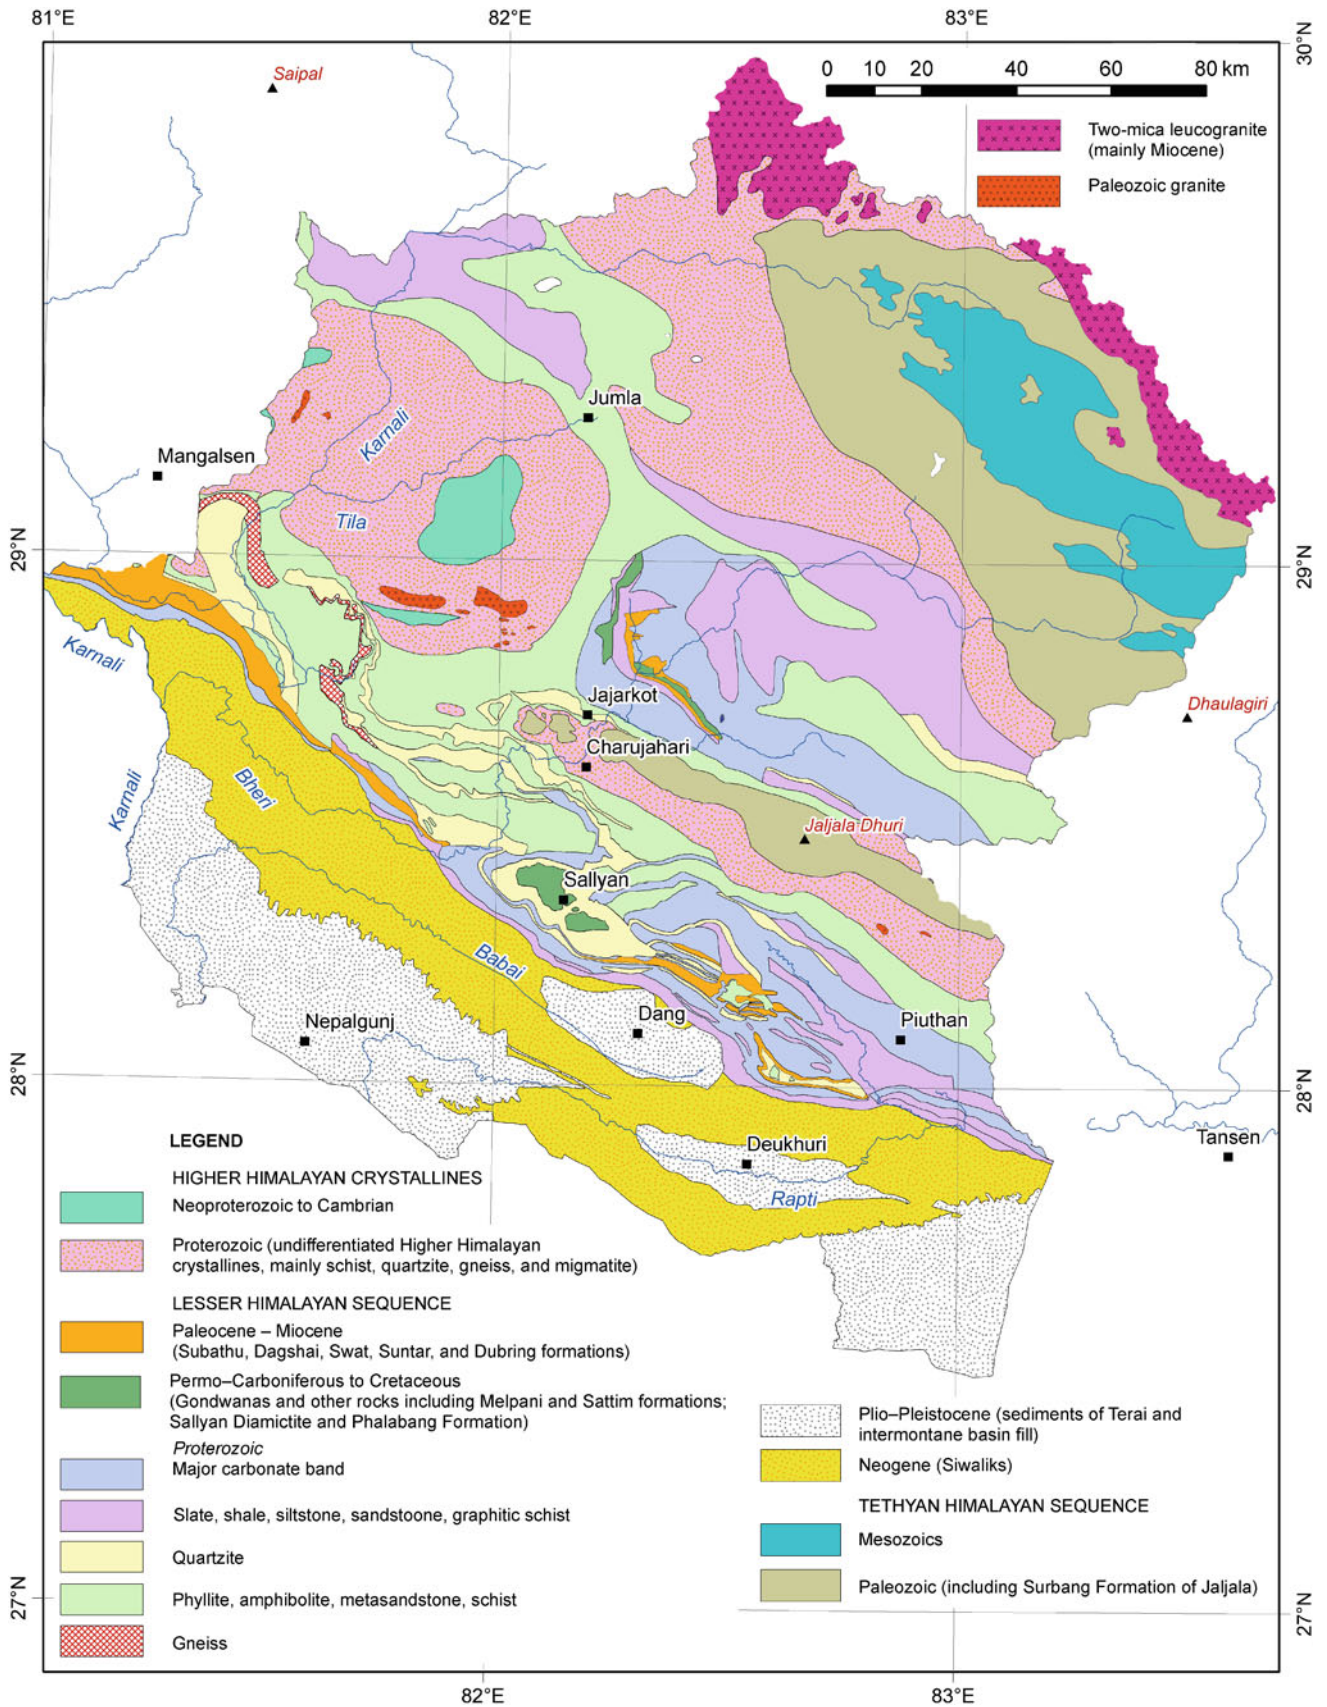 81°E 82°E 83°E
30°N
Saipal
0 10 20 40 60 80 km
Two-mica leucogranite
(mainly Miocene)
Paleozoic granite
Jumla
Karnali
Mangalsen
Tila
29°N
29°N
Karnali
Jajarkot
Dhaulagiri
Charujahari
Bheri
Karnali
Jaljala Dhuri
Sallyan
Babai
Dang
Nepalgunj
Piuthan
28°N
28°N
Deukhuri
Tansen
Rapti
LEGEND
HIGHER HIMALAYAN CRYSTALLINES
Neoproterozoic to Cambrian
Proterozoic (undifferentiated Higher Himalayan
crystallines, mainly schist, quartzite, gneiss, and migmatite)
LESSER HIMALAYAN SEQUENCE
Paleocene – Miocene
(Subathu, Dagshai, Swat, Suntar, and Dubring formations)
Permo–Carboniferous to Cretaceous
(Gondwanas and other rocks including Melpani and Sattim formations;
Sallyan Diamictite and Phalabang Formation)
Proterozoic
Major carbonate band
Slate, shale, siltstone, sandstoone, graphitic schist
Quartzite
Phyllite, amphibolite, metasandstone, schist
Gneiss
Plio–Pleistocene (sediments of Terai and
intermontane basin fill)
Neogene (Siwaliks)
TETHYAN HIMALAYAN SEQUENCE
Mesozoics
Paleozoic (including Surbang Formation of Jaljala)
27°N
27°N
82°E 83°E